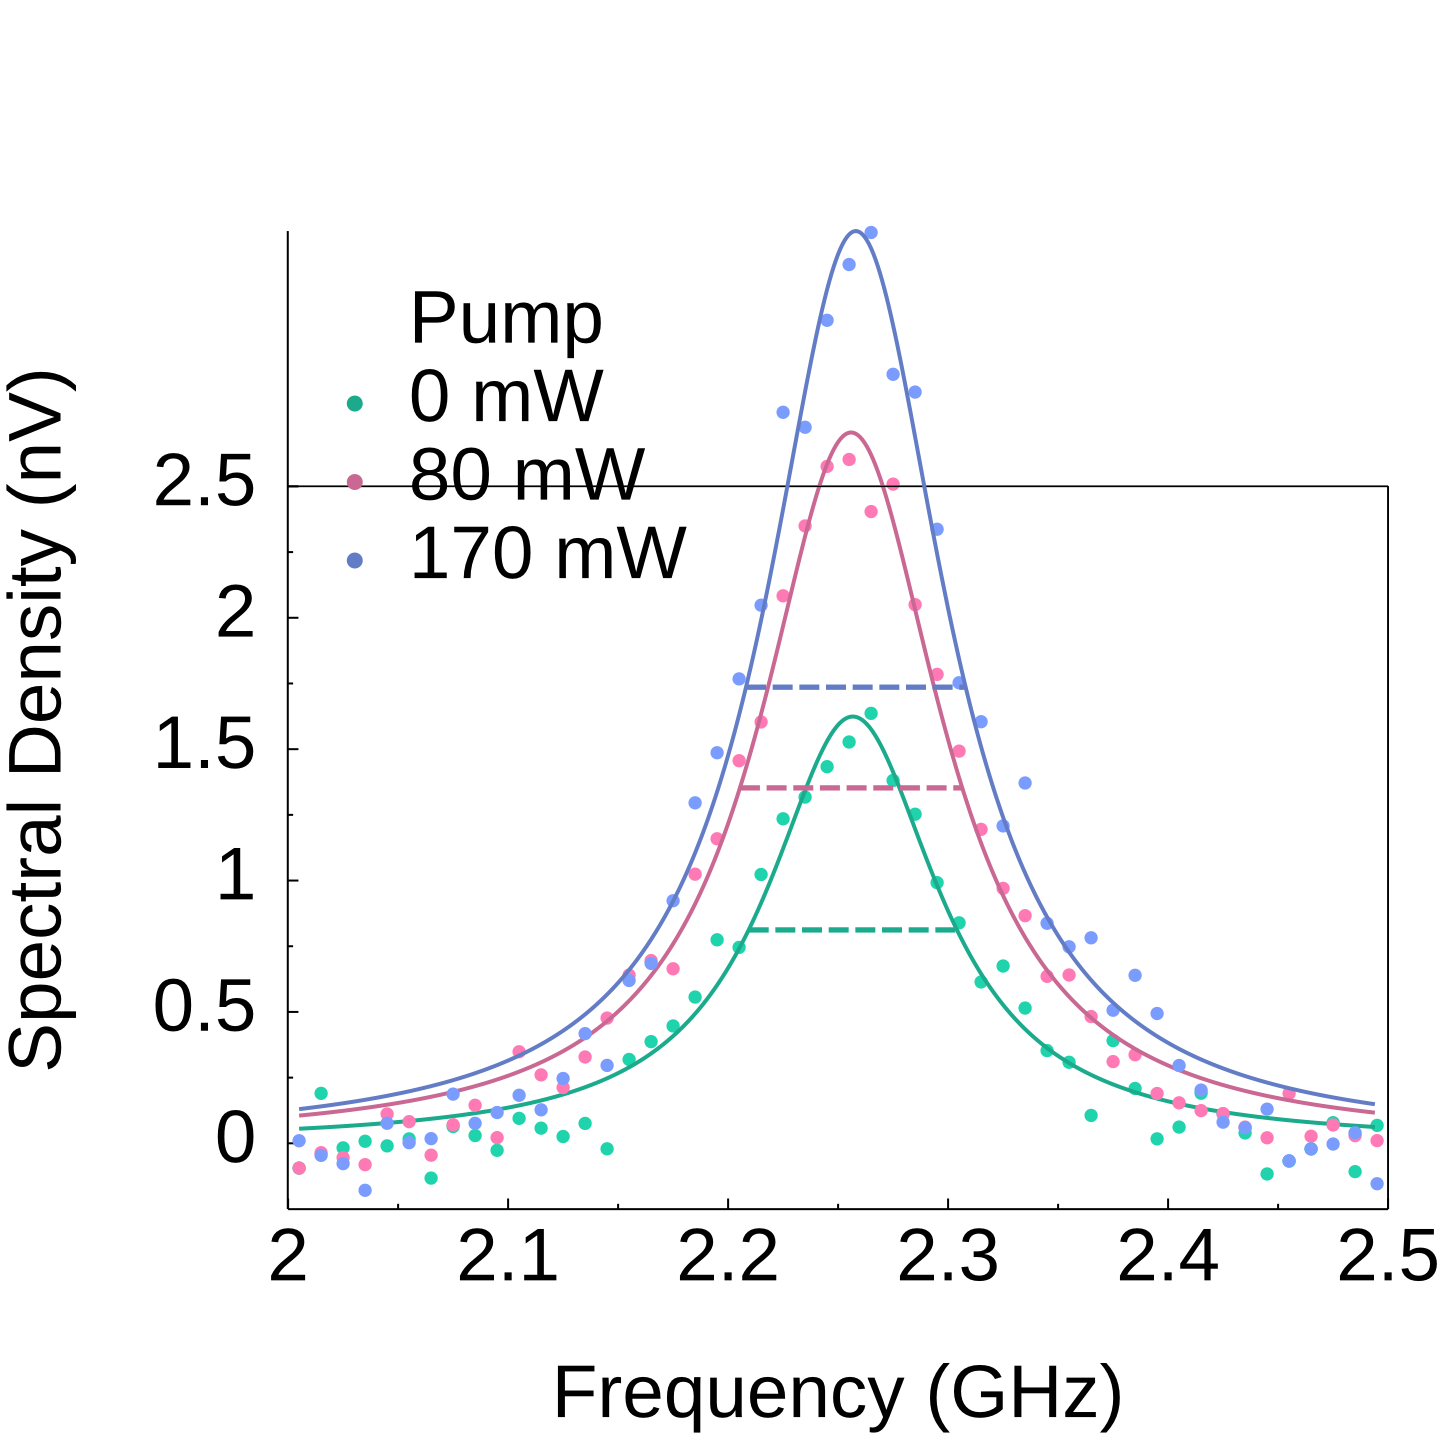 Pump
0 mW
80 mW
170 mW
Spectral Density (nV)
2.5
2
1.5
1
0.5
0
2 2.1 2.2 2.3 2.4 2.5
Frequency (GHz)